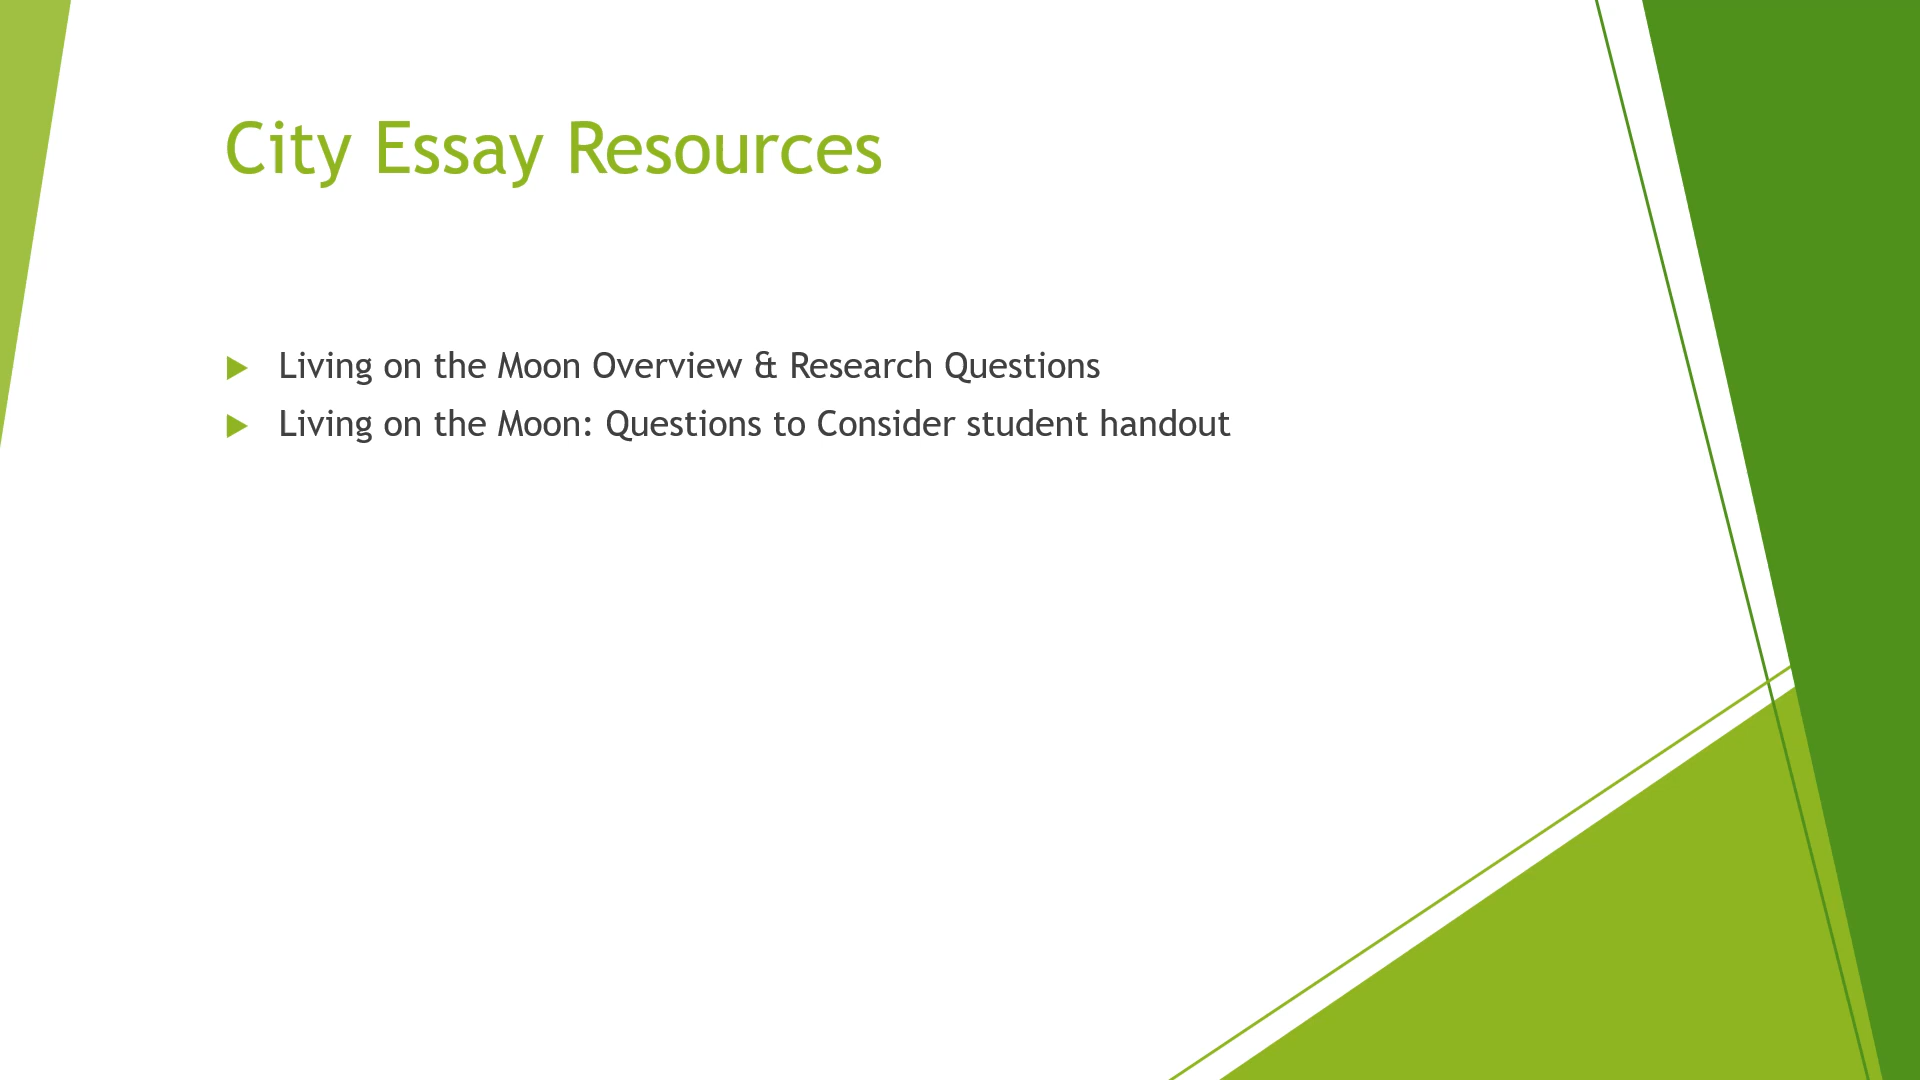 City Essay Resources
Living on the Moon Overview & Research Questions
Living on the Moon: Questions to Consider student handout